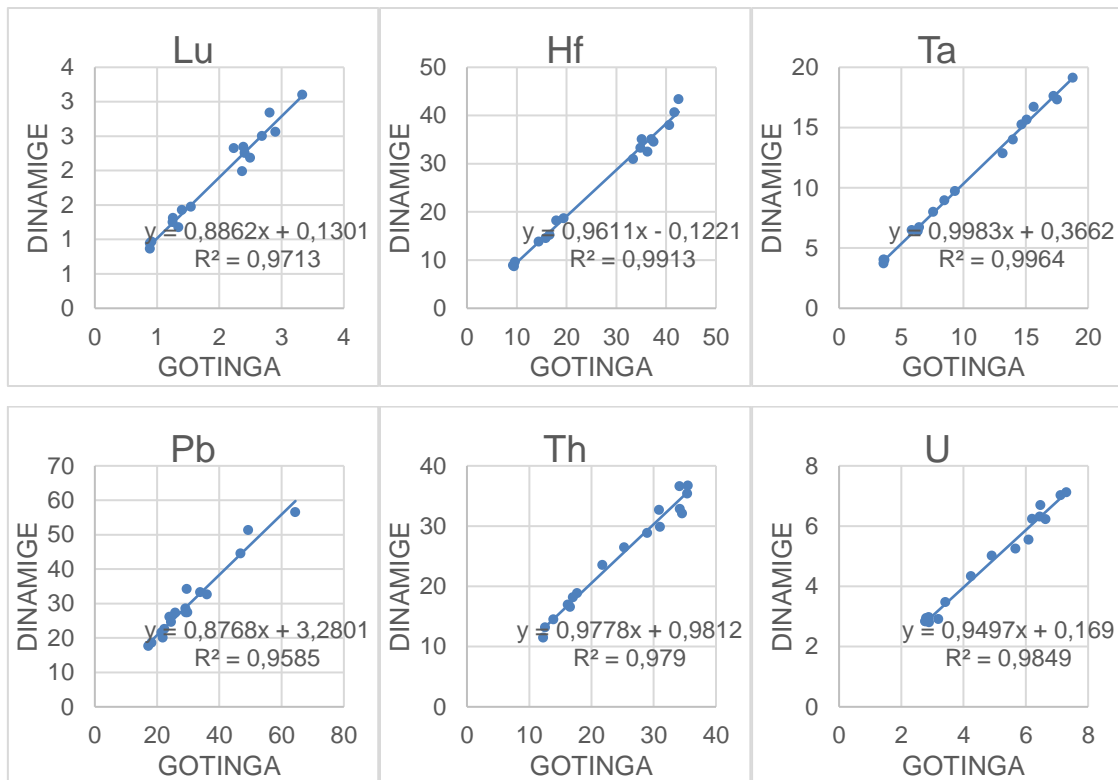 Lu
4
3
3
2
2
1
1
0
DINAMIGE
y = 0,8862x + 0,1301
R² = 0,9713
0 1 2 3 4
GOTINGA
Hf
50
40
30
20
10
0
DINAMIGE
y = 0,9611x - 0,1221
R² = 0,9913
0 10 20 30 40 50
GOTINGA
Ta
20
15
10
5
0
DINAMIGE
y = 0,9983x + 0,3662
R² = 0,9964
0 5 10 15 20
GOTINGA
Pb
70
60
50
40
30
20
10
0
DINAMIGE
y = 0,8768x + 3,2801
R² = 0,9585
0 20 40 60 80
GOTINGA
Th
40
30
20
10
0
DINAMIGE
y = 0,9778x + 0,9812
R² = 0,979
0 10 20 30 40
GOTINGA
U
8
6
4
2
0
DINAMIGE
y = 0,9497x + 0,169
R² = 0,9849
0 2 4 6 8
GOTINGA